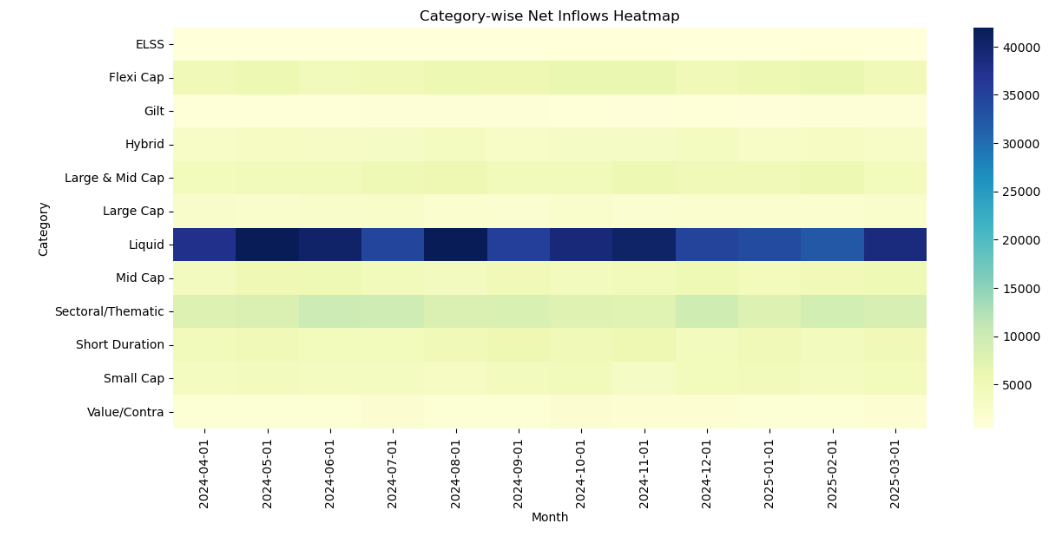 Category-wise Net Inflows Heatmap
ELSS
Flexi Cap
Gilt
Hybrid
Large & Mid Cap
Large Cap
Liquid
Mid Cap
Sectoral/Thematic
Short Duration
Small Cap
Value/Contra
Category
2024-04-01
2024-05-01
2024-06-01
2024-07-01
2024-08-01
2024-09-01
2024-10-01
2024-11-01
2024-12-01
2025-01-01
2025-02-01
2025-03-01
Month
40000
35000
30000
25000
20000
15000
10000
5000